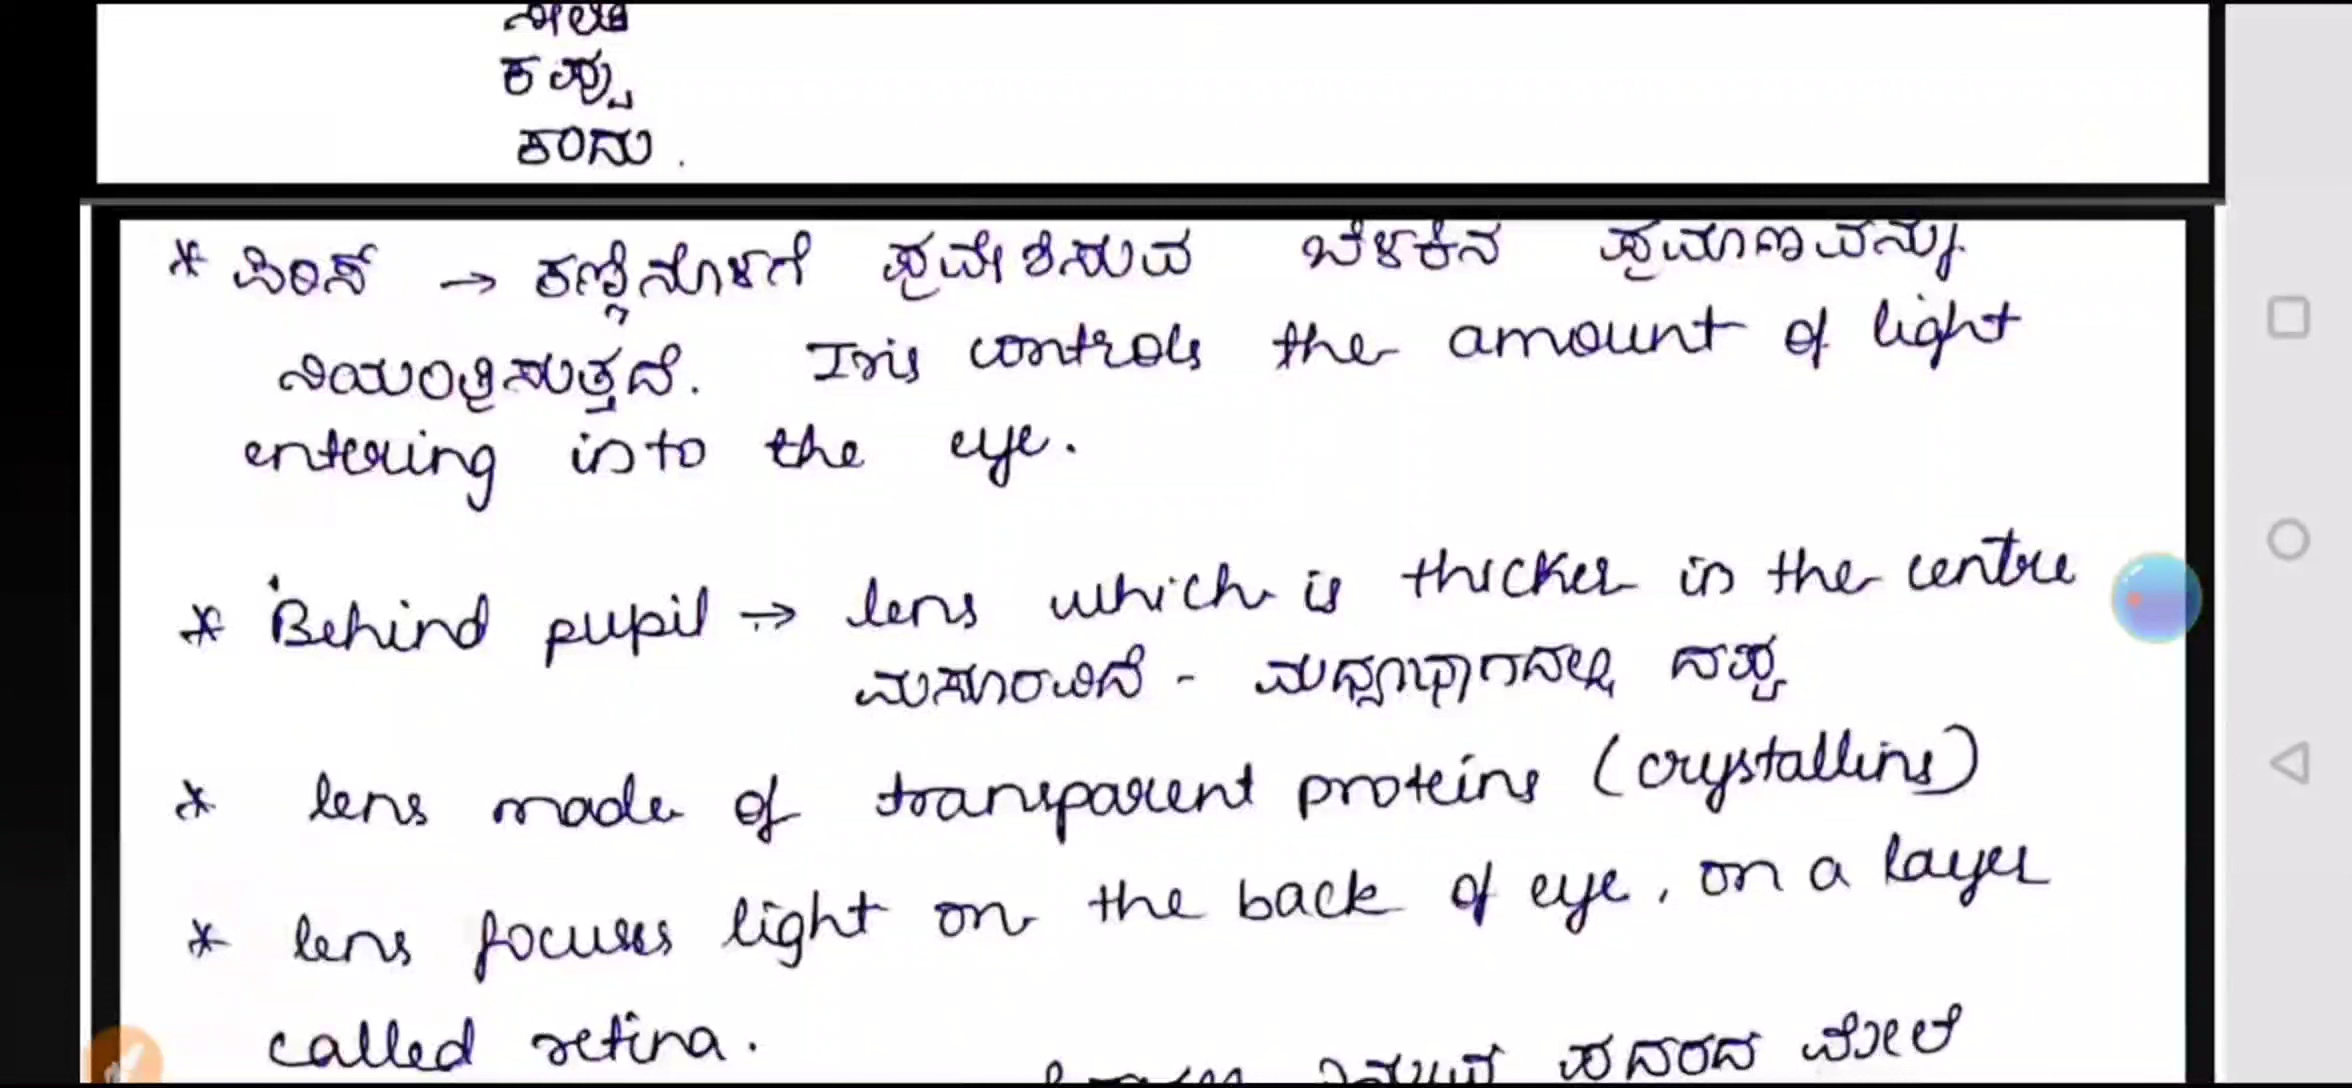 ನೀಲಿ
ಕಪ್ಪು
ಕಂದು.
* ಐರಿಸ್ → ಕಣ್ಣಿನೊಳಗೆ ಪ್ರವೇಶಿಸುವ ಬೆಳಕಿನ ಪ್ರಮಾಣವನ್ನು
ನಿಯಂತ್ರಿಸುತ್ತದೆ. Iris controls the amount of light
entering into the eye.
* Behind pupil → lens which is thicker in the centre
ಮಸೂರವಿದೆ - ಮಧ್ಯಭಾಗದಲ್ಲಿ ದಪ್ಪ
* lens made of transparent proteins (crystallins)
* lens focuses light on the back of eye, on a layer
called retina.
ಪದರದ ಮೇಲೆ